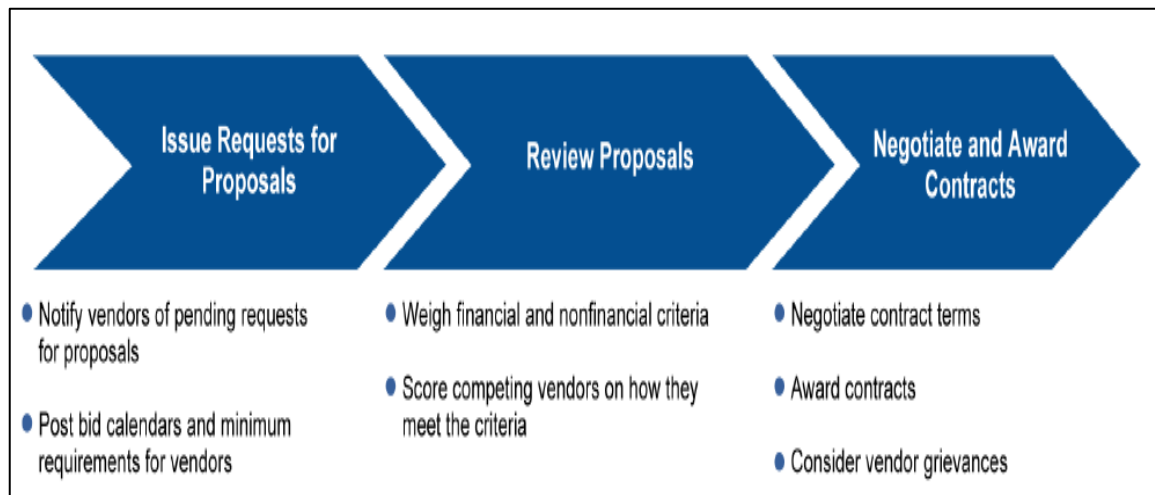 Issue Requests for
Proposals
Review Proposals
Negotiate and Award
Contracts
Notify vendors of pending requests
for proposals
Post bid calendars and minimum
requirements for vendors
Weigh financial and nonfinancial criteria
Score competing vendors on how they
meet the criteria
Negotiate contract terms
Award contracts
Consider vendor grievances